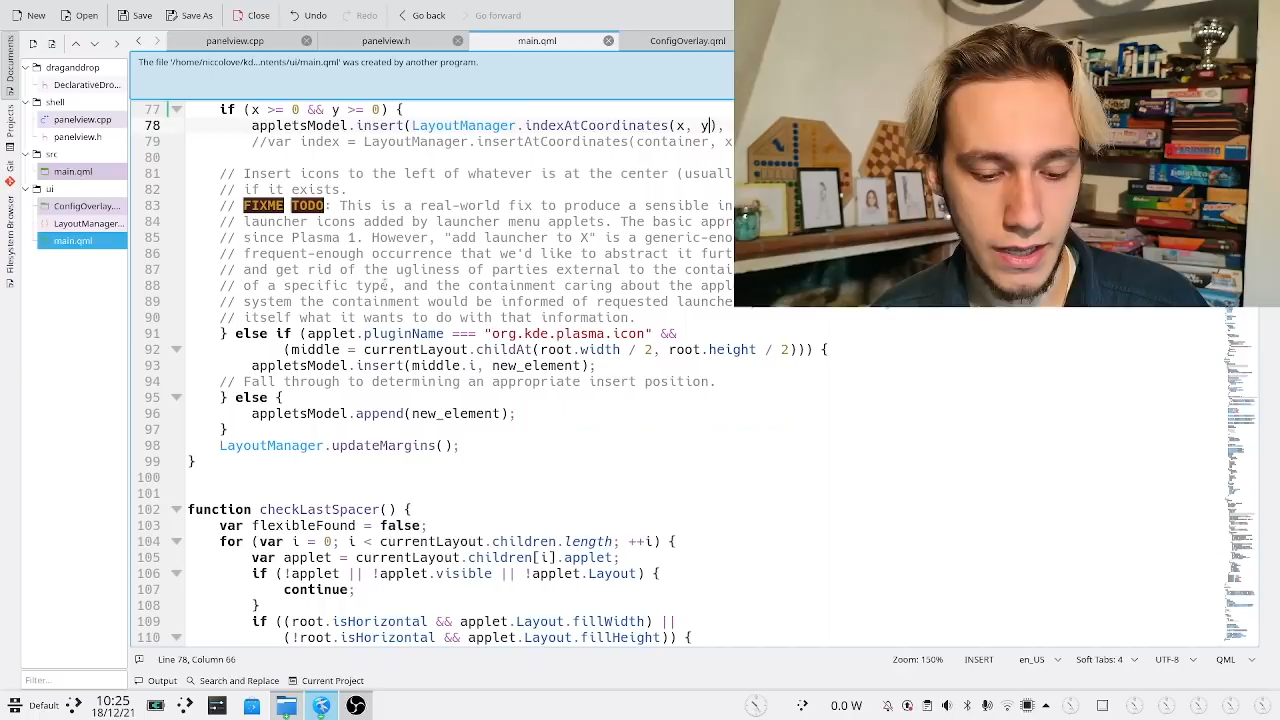 Save
Save As
Close
Undo
Redo
Go back
Go forward
panelview.cpp
panelview.h
main.qml
ConfigOverlay.qml
The file '/home/niccolove/kd...ments/ui/main.qml' was created by another program.
draganddrop
DeclarativeDro...
shell
panelview.h
ui
LayoutManager...
main.qml
Filesystem Browser
77 if (x >= 0 && y >= 0) {
78 appletsModel.insert(LayoutManager.indexAtCoordinates(x, y),
79 //var index = LayoutManager.insertAtCoordinates(container, x
80
81 // Insert icons to the left of whatever is at the center (usuall
82 // if it exists.
83 // FIXME TODO: This is a real-world fix to produce a sensible in
84 // launcher icons added by launcher menu applets. The basic appr
85 // since Plasma 1. However, "add launcher to X" is a generic-eno
86 // frequent-enough occurrence that we'd like to abstract it furt
87 // and get rid of the ugliness of parties external to the contai
88 // of a specific type, and the containment caring about the appl
89 // system the containment would be informed of requested launche
90 // itself what it wants to do with that information.
91 } else if (applet.pluginName === "org.kde.plasma.icon" &&
92 (middle = currentLayout.childAt(root.width / 2, root.height / 2))) {
93 appletsModel.insert(middle.i, new_element);
94 // Fall through to determining an appropriate insert position.
95 } else {
96 appletsModel.append(new_element);
97 }
98 LayoutManager.updateMargins();
99 }
100
101
102 function checkLastSpacer() {
103 var flexibleFound = false;
104 for (var i = 0; i < currentLayout.children.length; ++i) {
105 var applet = currentLayout.children[i].applet;
106 if (!applet || !applet.visible || !applet.Layout) {
107 continue;
108 }
109 if ((root.isHorizontal && applet.Layout.fillWidth) ||
110 (!root.isHorizontal && applet.Layout.fillHeight))
Line 78, Column 66
Zoom: 150%
INSERT
en_US
Soft Tabs: 4
UTF-8
QML
Filter...
Output
Search and Replace
Current Project
Default
10:25
18/12/21
0.0 W